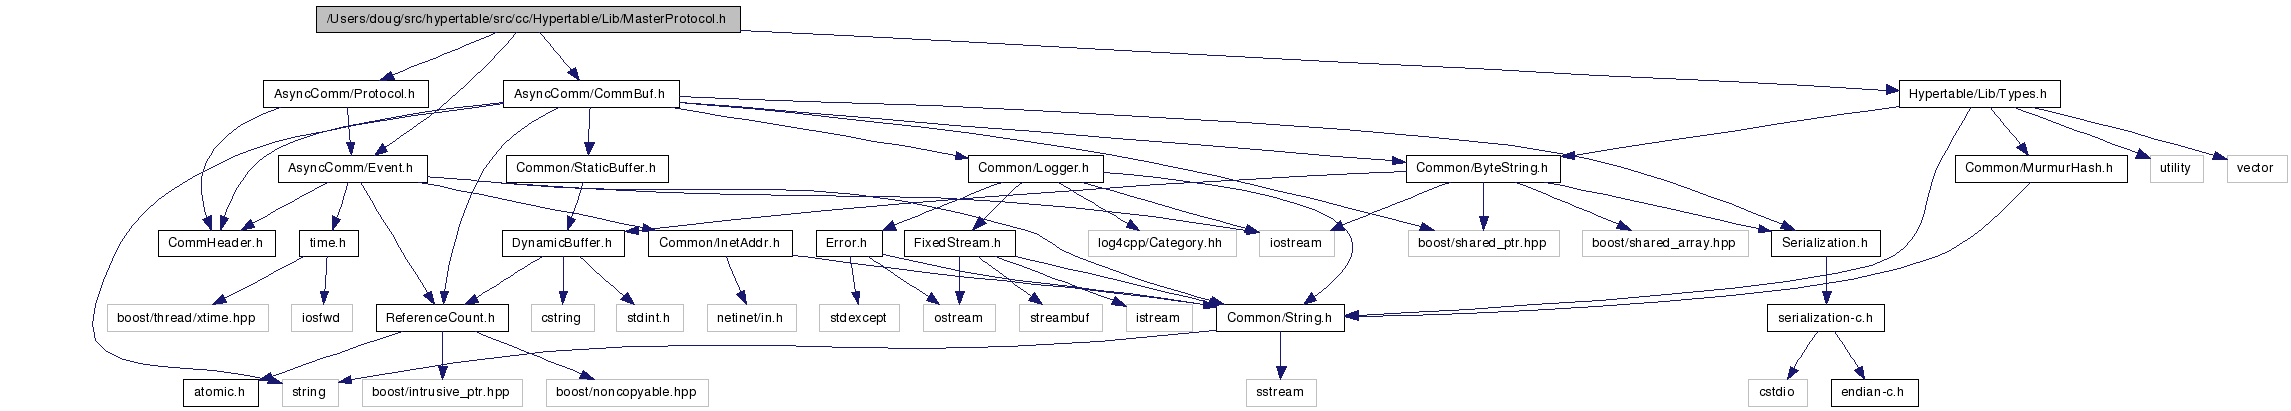 /Users/doug/src/hypertable/src/cc/Hypertable/Lib/MasterProtocol.h
AsyncComm/Protocol.h
AsyncComm/CommBuf.h
Hypertable/Lib/Types.h
AsyncComm/Event.h
Common/StaticBuffer.h
Common/Logger.h
Common/ByteString.h
Common/MurmurHash.h
utility
vector
CommHeader.h
time.h
DynamicBuffer.h
Common/InetAddr.h
Error.h
FixedStream.h
log4cpp/Category.hh
iostream
boost/shared_ptr.hpp
boost/shared_array.hpp
Serialization.h
boost/thread/xtime.hpp
iosfwd
ReferenceCount.h
cstring
stdint.h
netinet/in.h
stdexcept
ostream
streambuf
istream
Common/String.h
serialization-c.h
atomic.h
string
boost/intrusive_ptr.hpp
boost/noncopyable.hpp
sstream
cstdio
endian-c.h